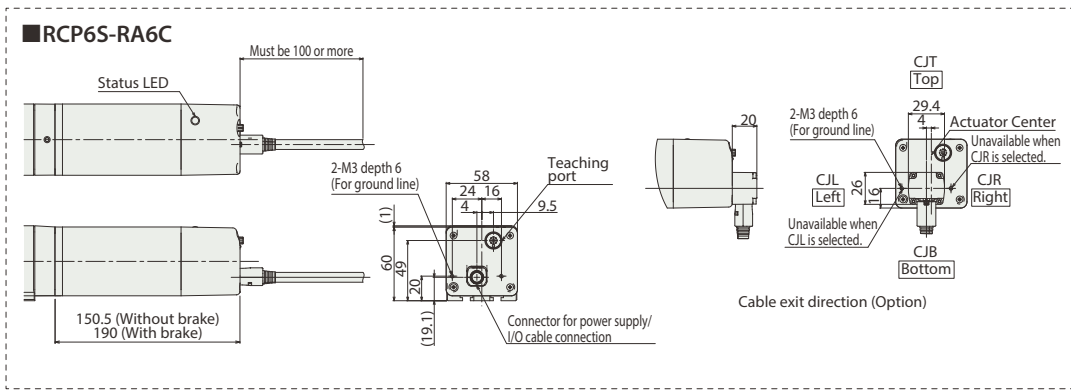 ■RCP6S-RA6C
Must be 100 or more
Status LED
150.5 (Without brake)
190 (With brake)
2-M3 depth 6
(For ground line)
Teaching
port
58
24 16
4
9.5
(1)
60
49
20
(19.1)
Connector for power supply/
I/O cable connection
20
CJT
Top
29.4
4
2-M3 depth 6
(For ground line)
Actuator Center
Unavailable when
CJR is selected.
CJL
Left
26
16
CJR
Right
Unavailable when
CJL is selected.
CJB
Bottom
Cable exit direction (Option)